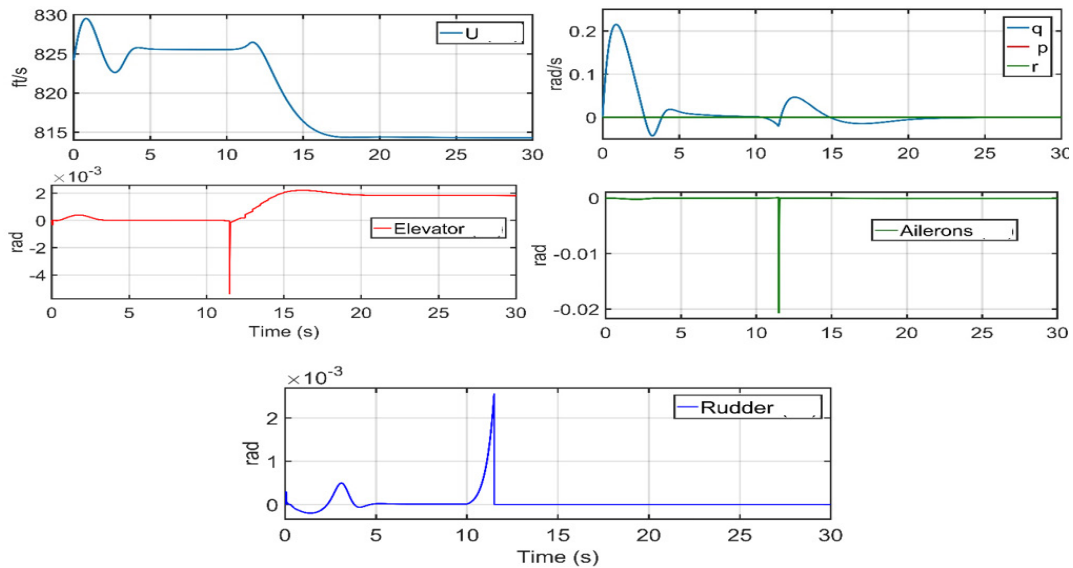 830
825
820
815
ft/s
U
0 5 10 15 20 25 30
0.2
0.1
0
rad/s
q
p
r
0 5 10 15 20 25 30
×10⁻³
2
0
-2
-4
rad
Elevator
0 5 10 15 20 25 30
Time (s)
0
-0.01
-0.02
rad
Ailerons
0 5 10 15 20 25 30
×10⁻³
2
1
0
rad
Rudder
0 5 10 15 20 25 30
Time (s)